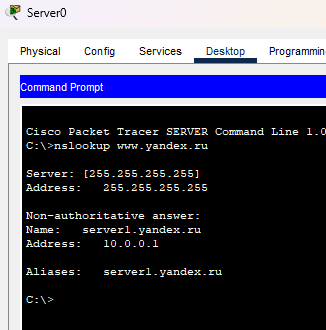 Server0
Physical Config Services Desktop Programmin
Command Prompt
Cisco Packet Tracer SERVER Command Line 1.0
C:\>nslookup www.yandex.ru
Server: [255.255.255.255]
Address: 255.255.255.255
Non-authoritative answer:
Name: server1.yandex.ru
Address: 10.0.0.1
Aliases: server1.yandex.ru
C:\>